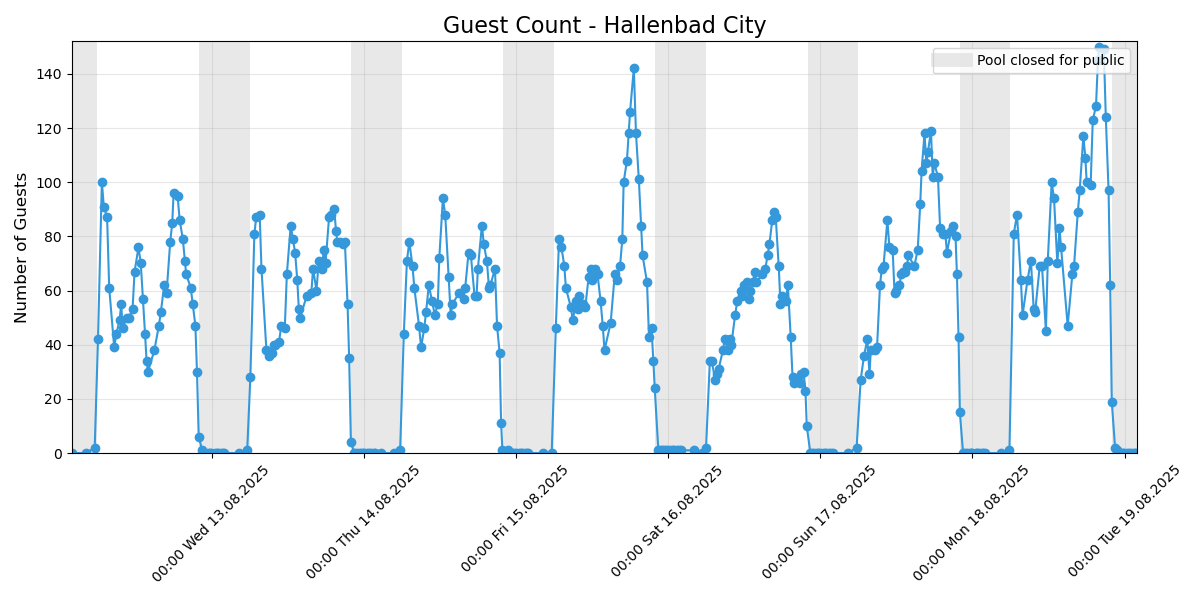 Guest Count - Hallenbad City
Pool closed for public
Number of Guests
140
120
100
80
60
40
20
0
00:00 Wed 13.08.2025
00:00 Thu 14.08.2025
00:00 Fri 15.08.2025
00:00 Sat 16.08.2025
00:00 Sun 17.08.2025
00:00 Mon 18.08.2025
00:00 Tue 19.08.2025